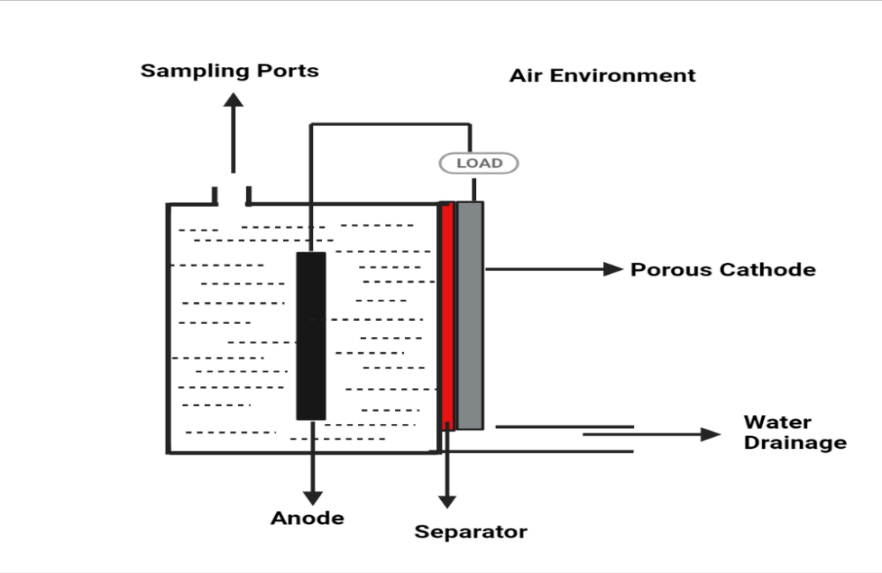 Sampling Ports
Air Environment
LOAD
Porous Cathode
Water
Drainage
Anode
Separator